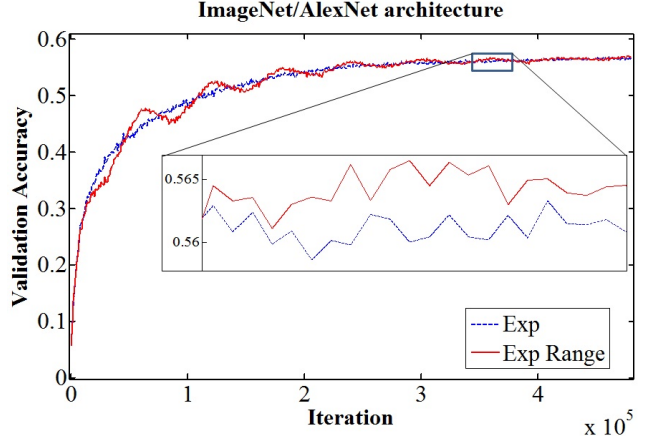 ImageNet/AlexNet architecture
Validation Accuracy
0.6
0.5
0.4
0.3
0.2
0.1
0
0.565
0.56
Exp
Exp Range
0
1
2
3
4
Iteration
x 10^5